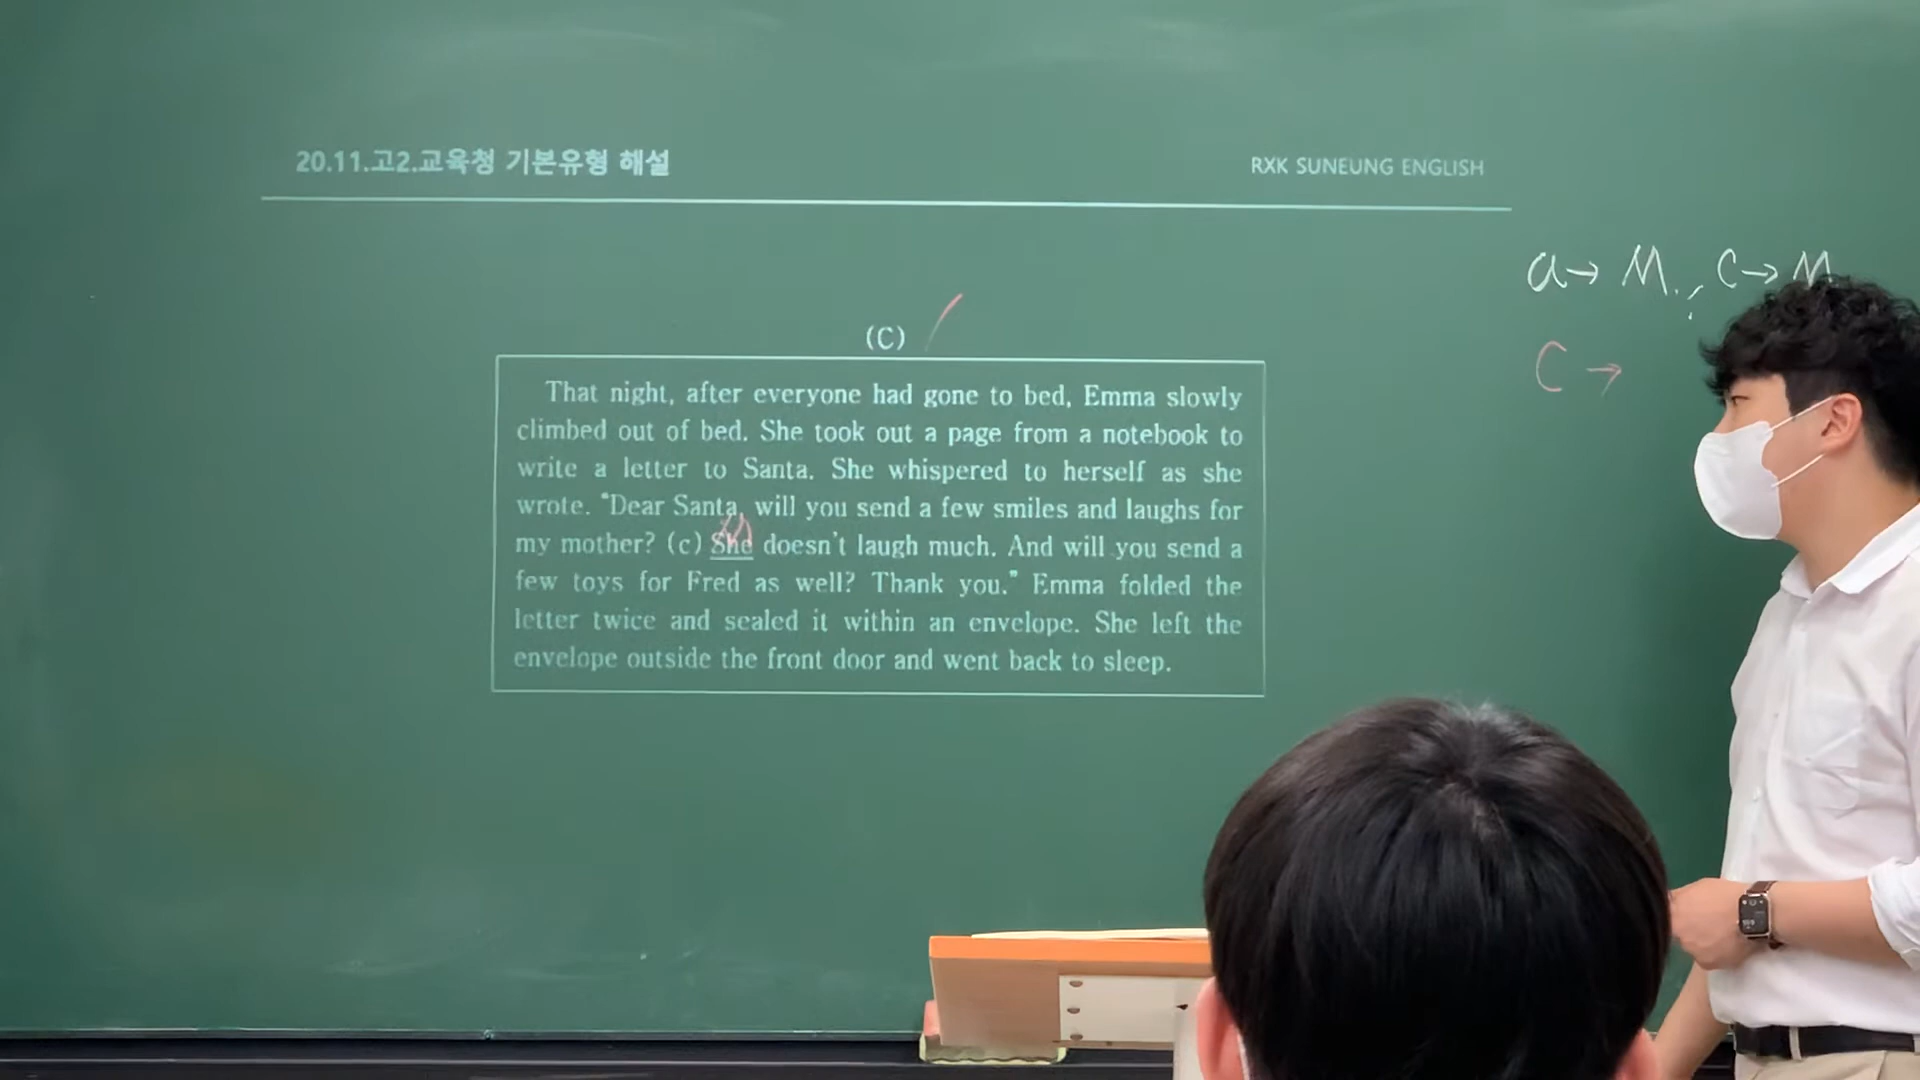 20.11.고2.교육청 기본유형 해설
RXK SUNEUNG ENGLISH
a→ M., C→ M
C →
(C)
That night, after everyone had gone to bed, Emma slowly
climbed out of bed. She took out a page from a notebook to
write a letter to Santa. She whispered to herself as she
wrote. "Dear Santa, will you send a few smiles and laughs for
my mother? (c) She doesn't laugh much. And will you send a
few toys for Fred as well? Thank you." Emma folded the
letter twice and sealed it within an envelope. She left the
envelope outside the front door and went back to sleep.